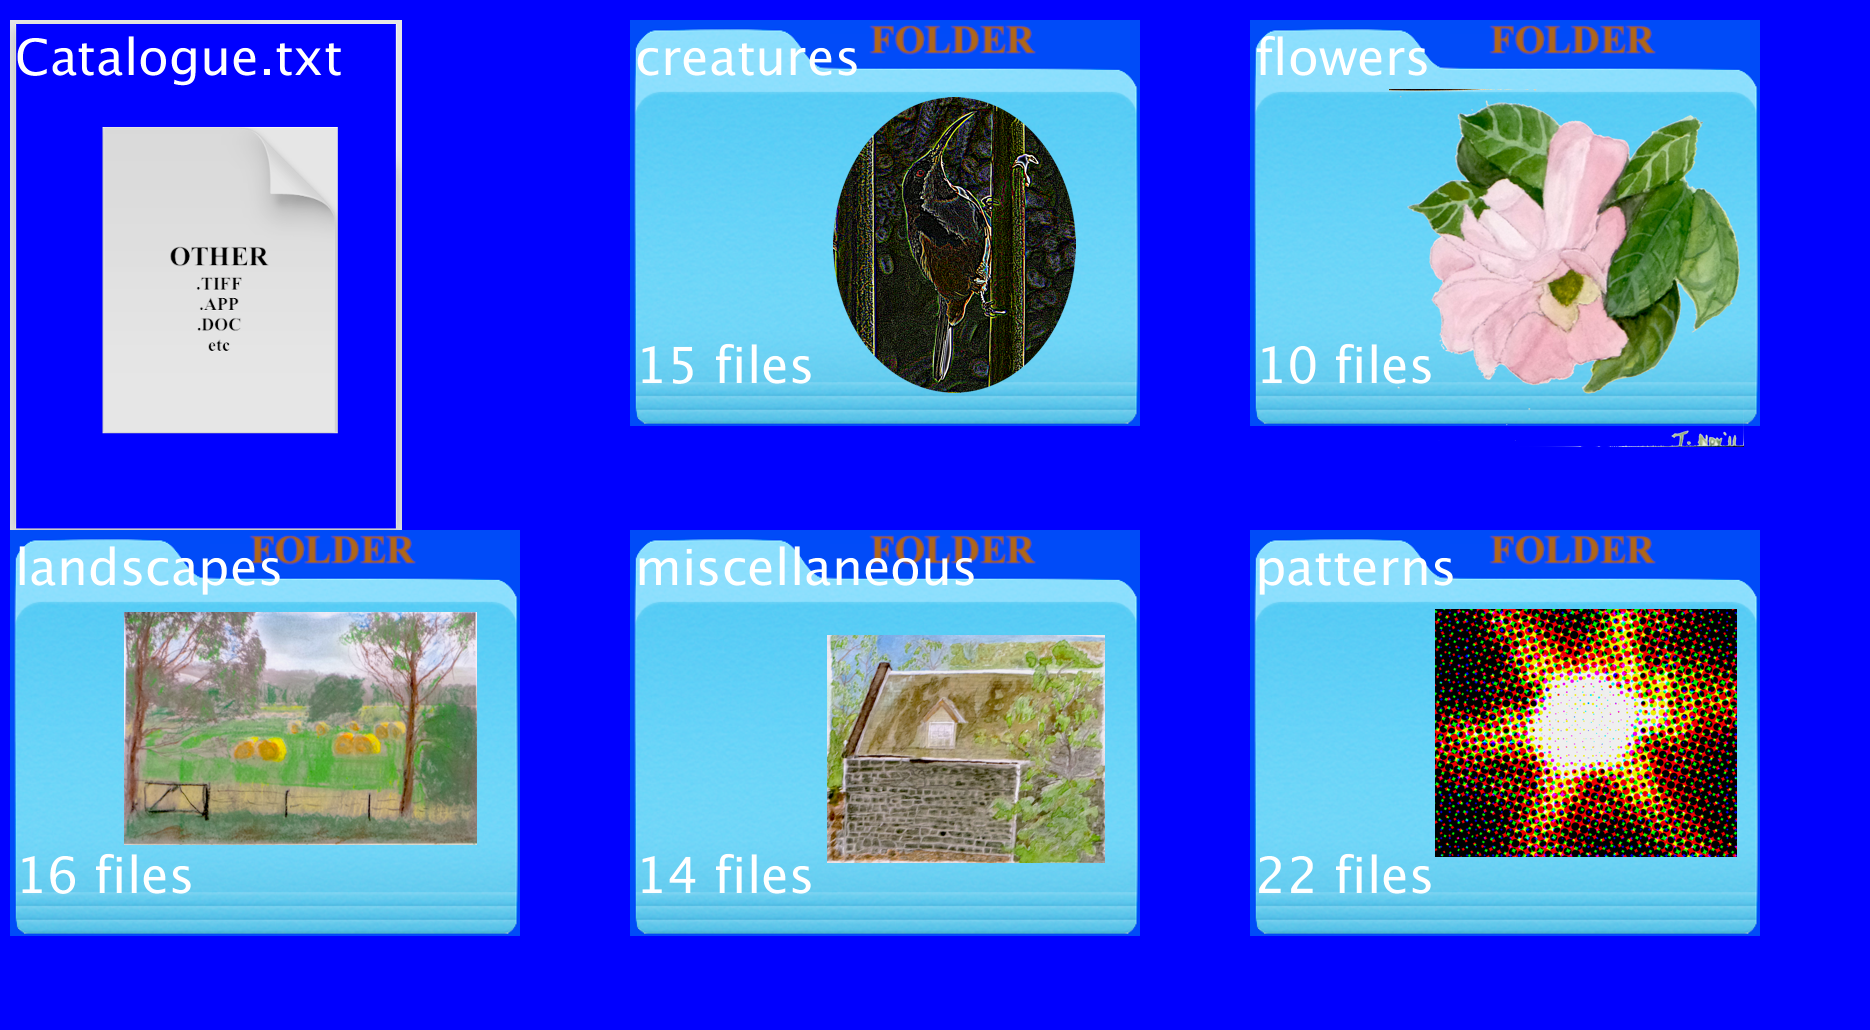 Catalogue.txt
OTHER
.TIFF
.APP
.DOC
etc
FOLDER
creatures
15 files
FOLDER
flowers
10 files
FOLDER
landscapes
16 files
FOLDER
miscellaneous
14 files
FOLDER
patterns
22 files